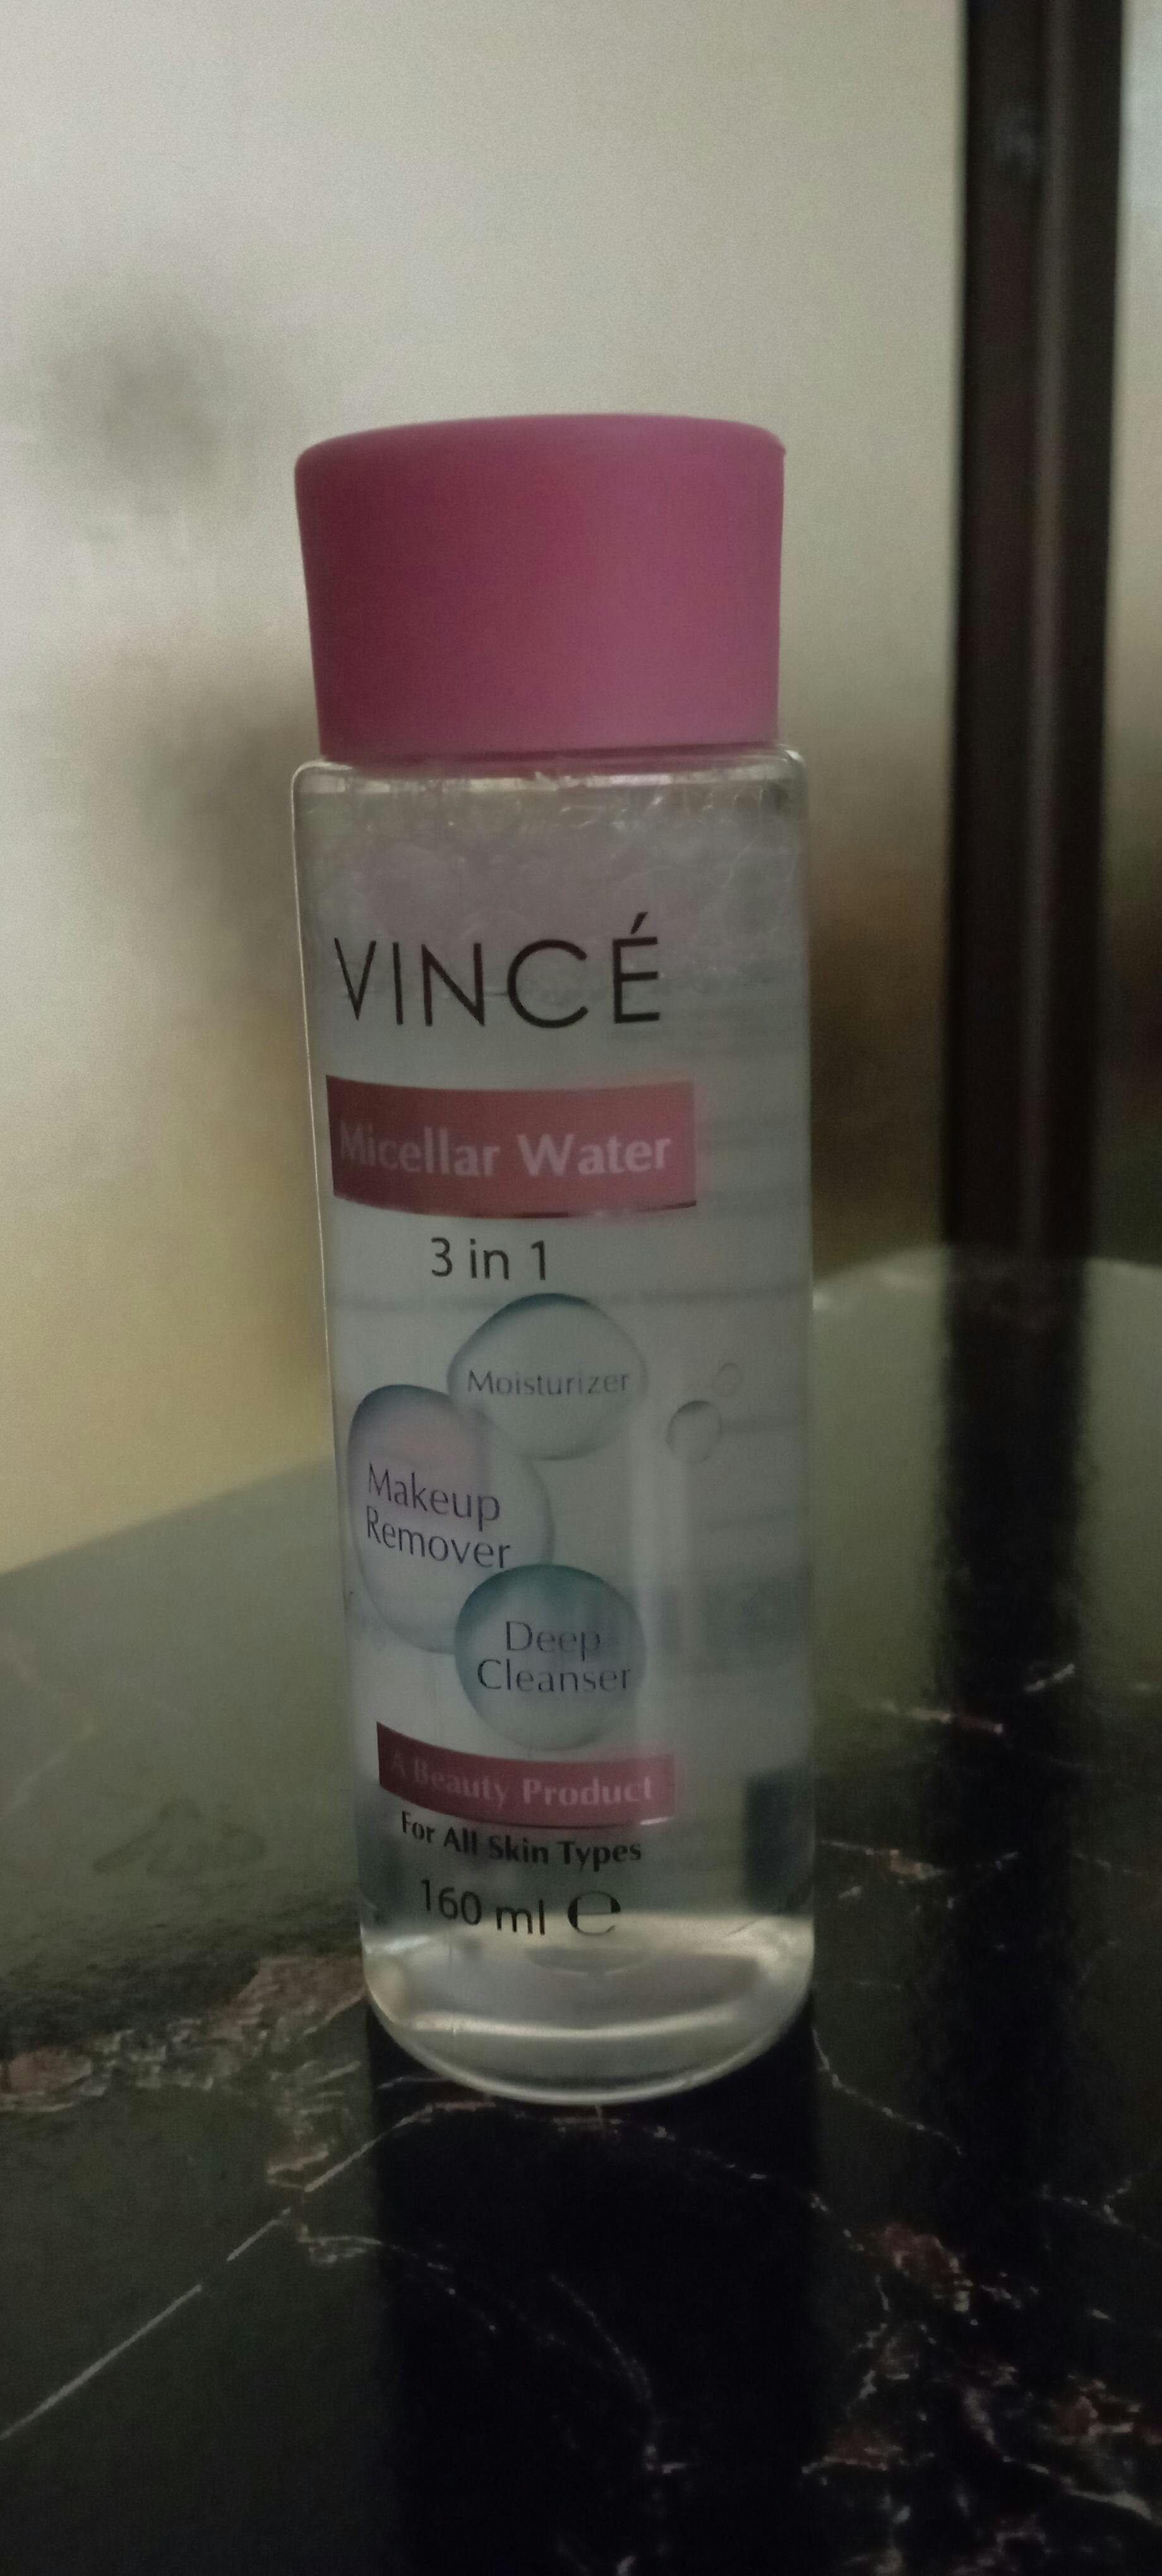 VINCÉ
Micellar Water
3 in 1
Moisturizer
Makeup
Remover
Deep
Cleanser
A Beauty Product
For All Skin Types
160 ml ℮